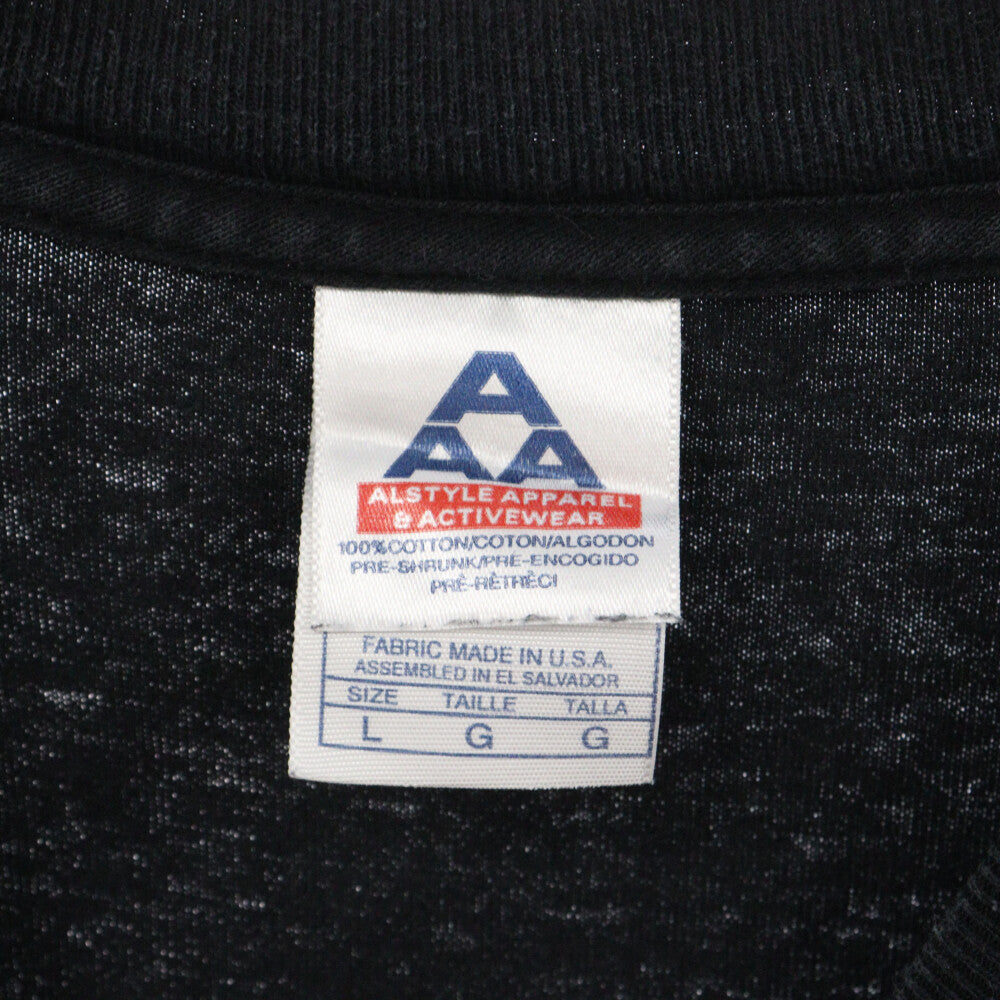 A
A A
ALSTYLE APPAREL
& ACTIVEWEAR
100% COTTON/COTON/ALGODON
PRE-SHRUNK/PRE-ENCOGIDO
PRÉ-RÉTRÉCI
FABRIC MADE IN U.S.A.
ASSEMBLED IN EL SALVADOR
SIZE TAILLE TALLA
L G G